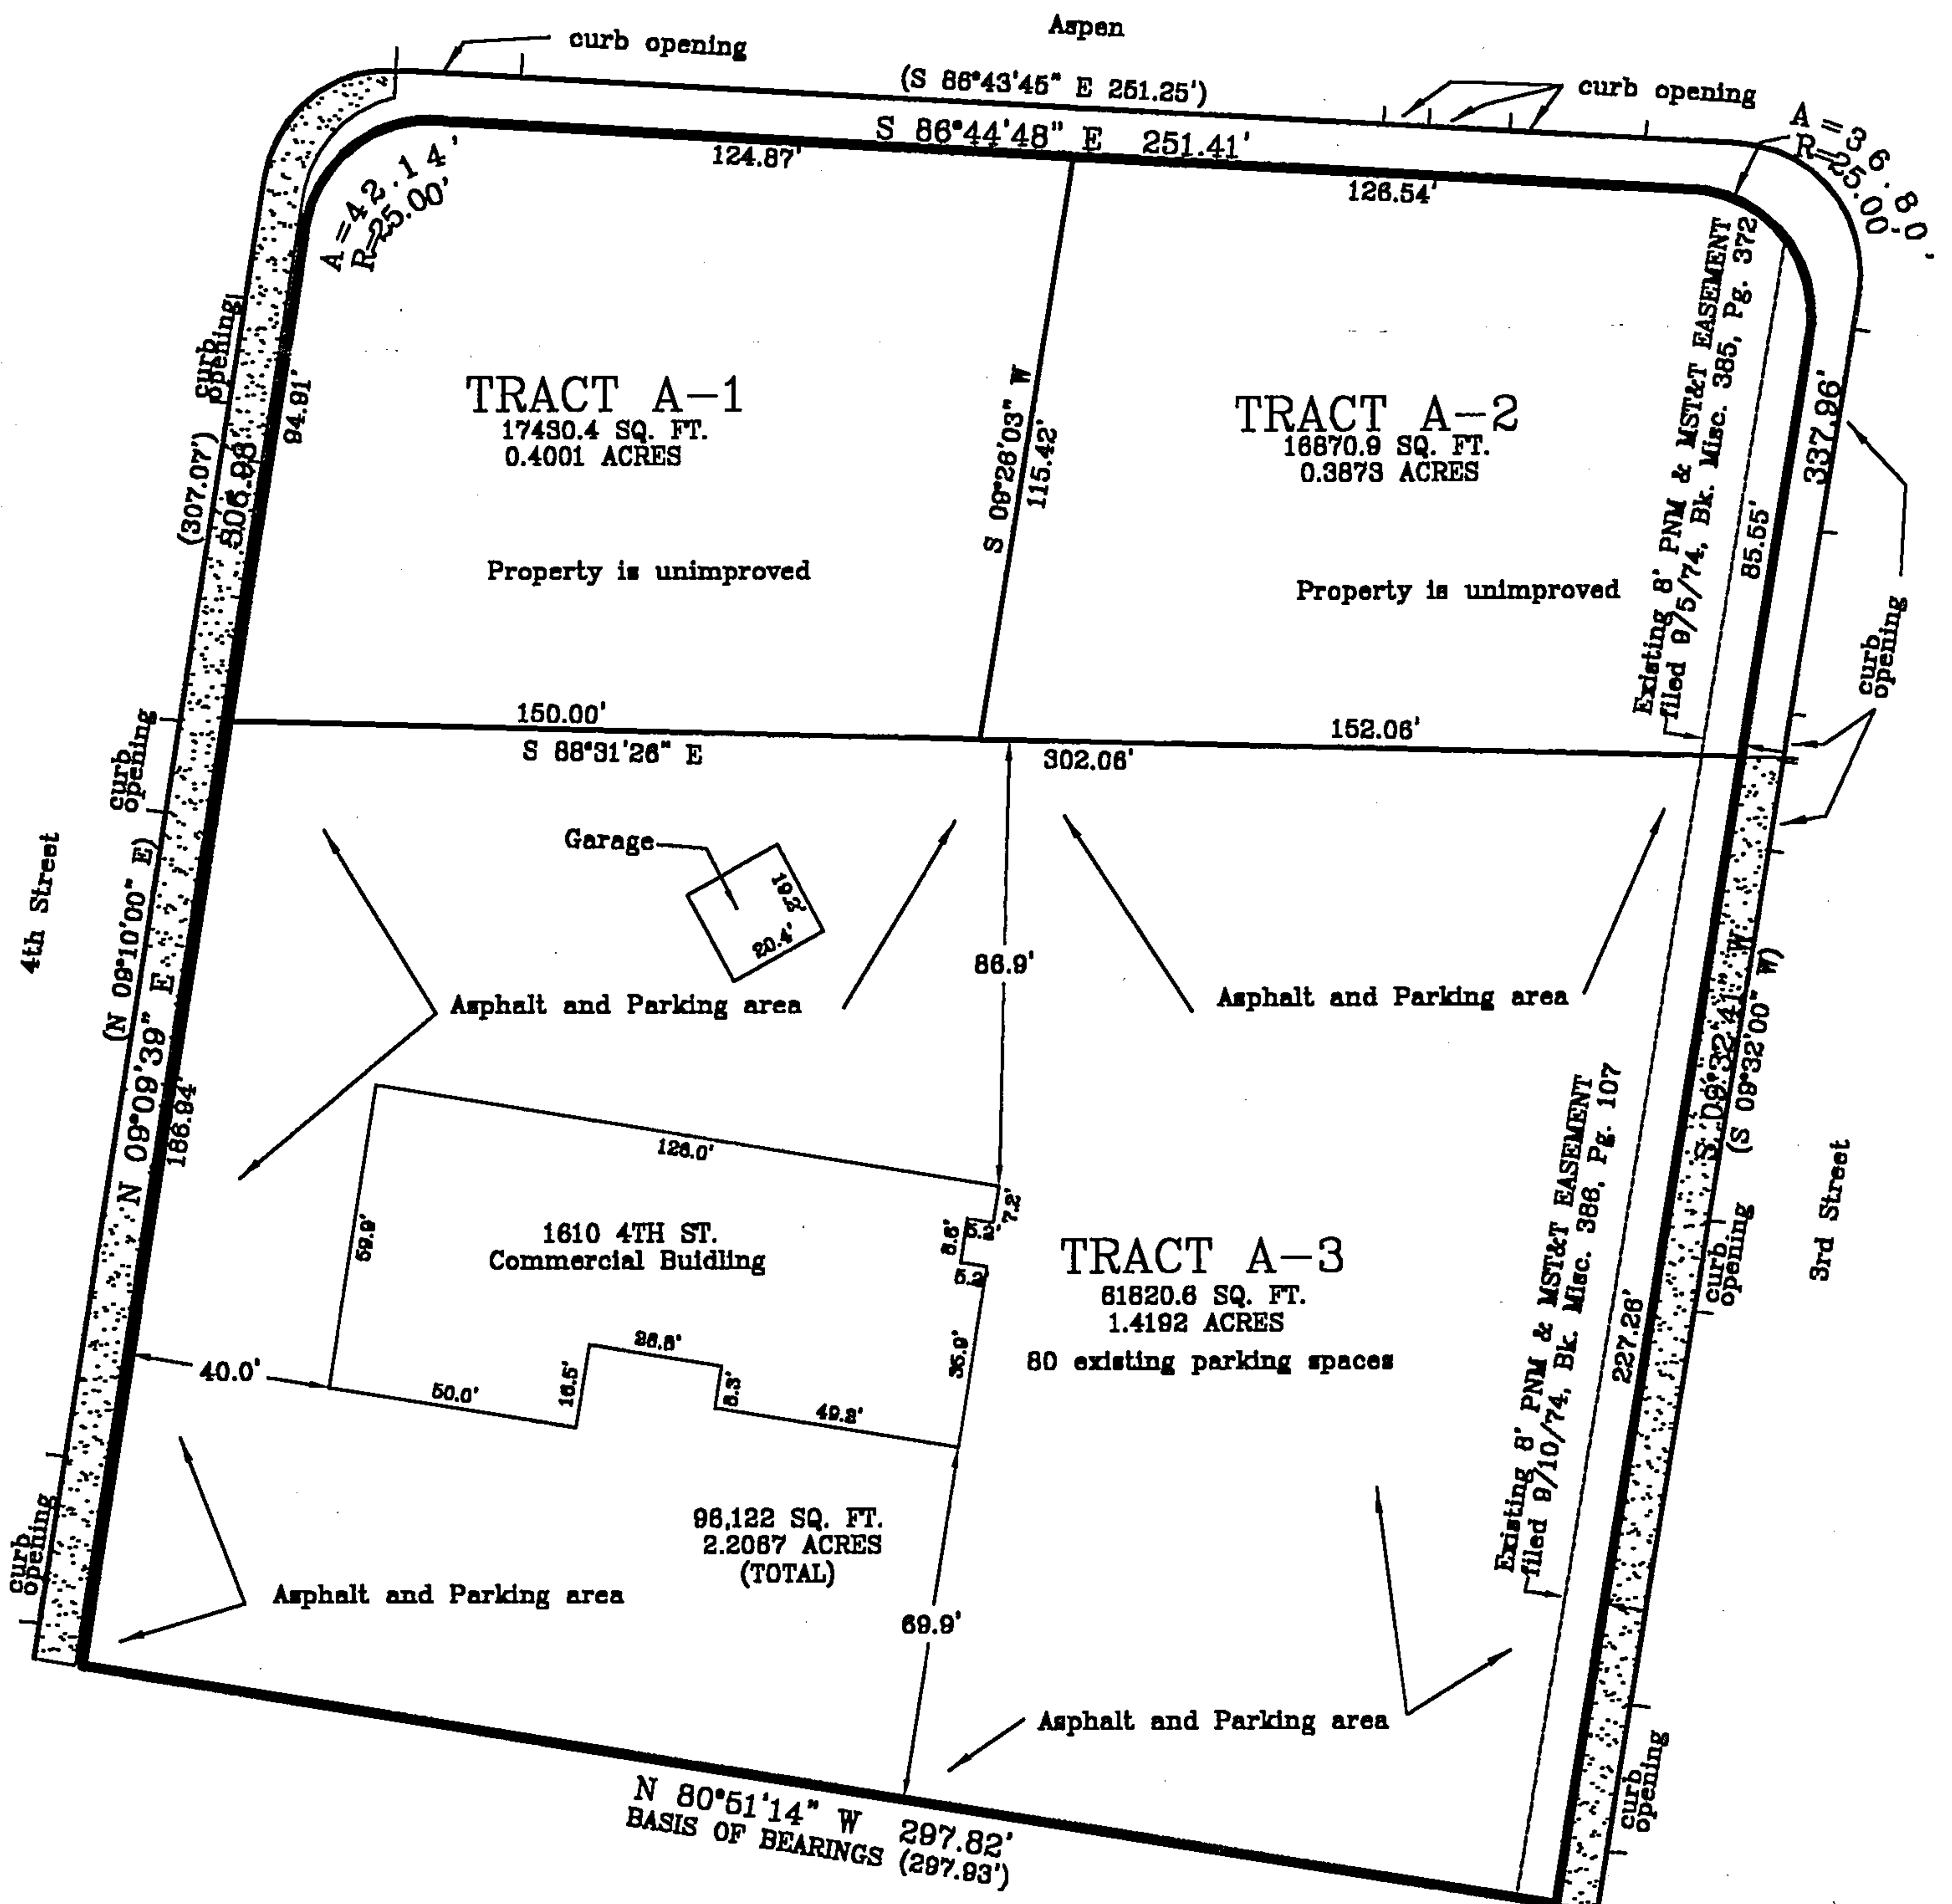 Aspen
curb opening
(S 86°43'45" E 251.25')
curb opening
S 86°44'48" E 251.41'
124.87'
126.54'
A=42.14'
R=25.00'
A=36.80'
R=25.00'
curb
opening
94.91'
(307.07')
306.98'
TRACT A-1
17430.4 SQ. FT.
0.4001 ACRES
Property is unimproved
S 09°26'03" W
115.42'
TRACT A-2
16870.9 SQ. FT.
0.3873 ACRES
Property is unimproved
Existing 8' PNM & MST&T EASEMENT
filed 9/5/74, Bk. Misc. 385, Pg. 372
85.55'
337.96'
curb
opening
150.00'
S 88°31'26" E
302.06'
152.06'
curb
opening
4th Street
(N 09°10'00" E)
N 09°09'39" E
186.94'
Garage
19.2'
20.4'
86.9'
Asphalt and Parking area
Asphalt and Parking area
S 09°32'41" W
(S 09°32'00" W)
3rd Street
126.0'
59.9'
1610 4TH ST.
Commercial Buidling
7.2'
5.2'
8.6'
5.2'
35.9'
TRACT A-3
61820.6 SQ. FT.
1.4192 ACRES
80 existing parking spaces
Existing 8' PNM & MST&T EASEMENT
filed 9/10/74, Bk. Misc. 386, Pg. 107
227.26'
curb
opening
40.0'
50.0'
16.5'
26.6'
8.3'
49.2'
96,122 SQ. FT.
2.2067 ACRES
(TOTAL)
curb
opening
Asphalt and Parking area
69.9'
Asphalt and Parking area
curb
opening
N 80°51'14" W 297.82'
BASIS OF BEARINGS (297.93')